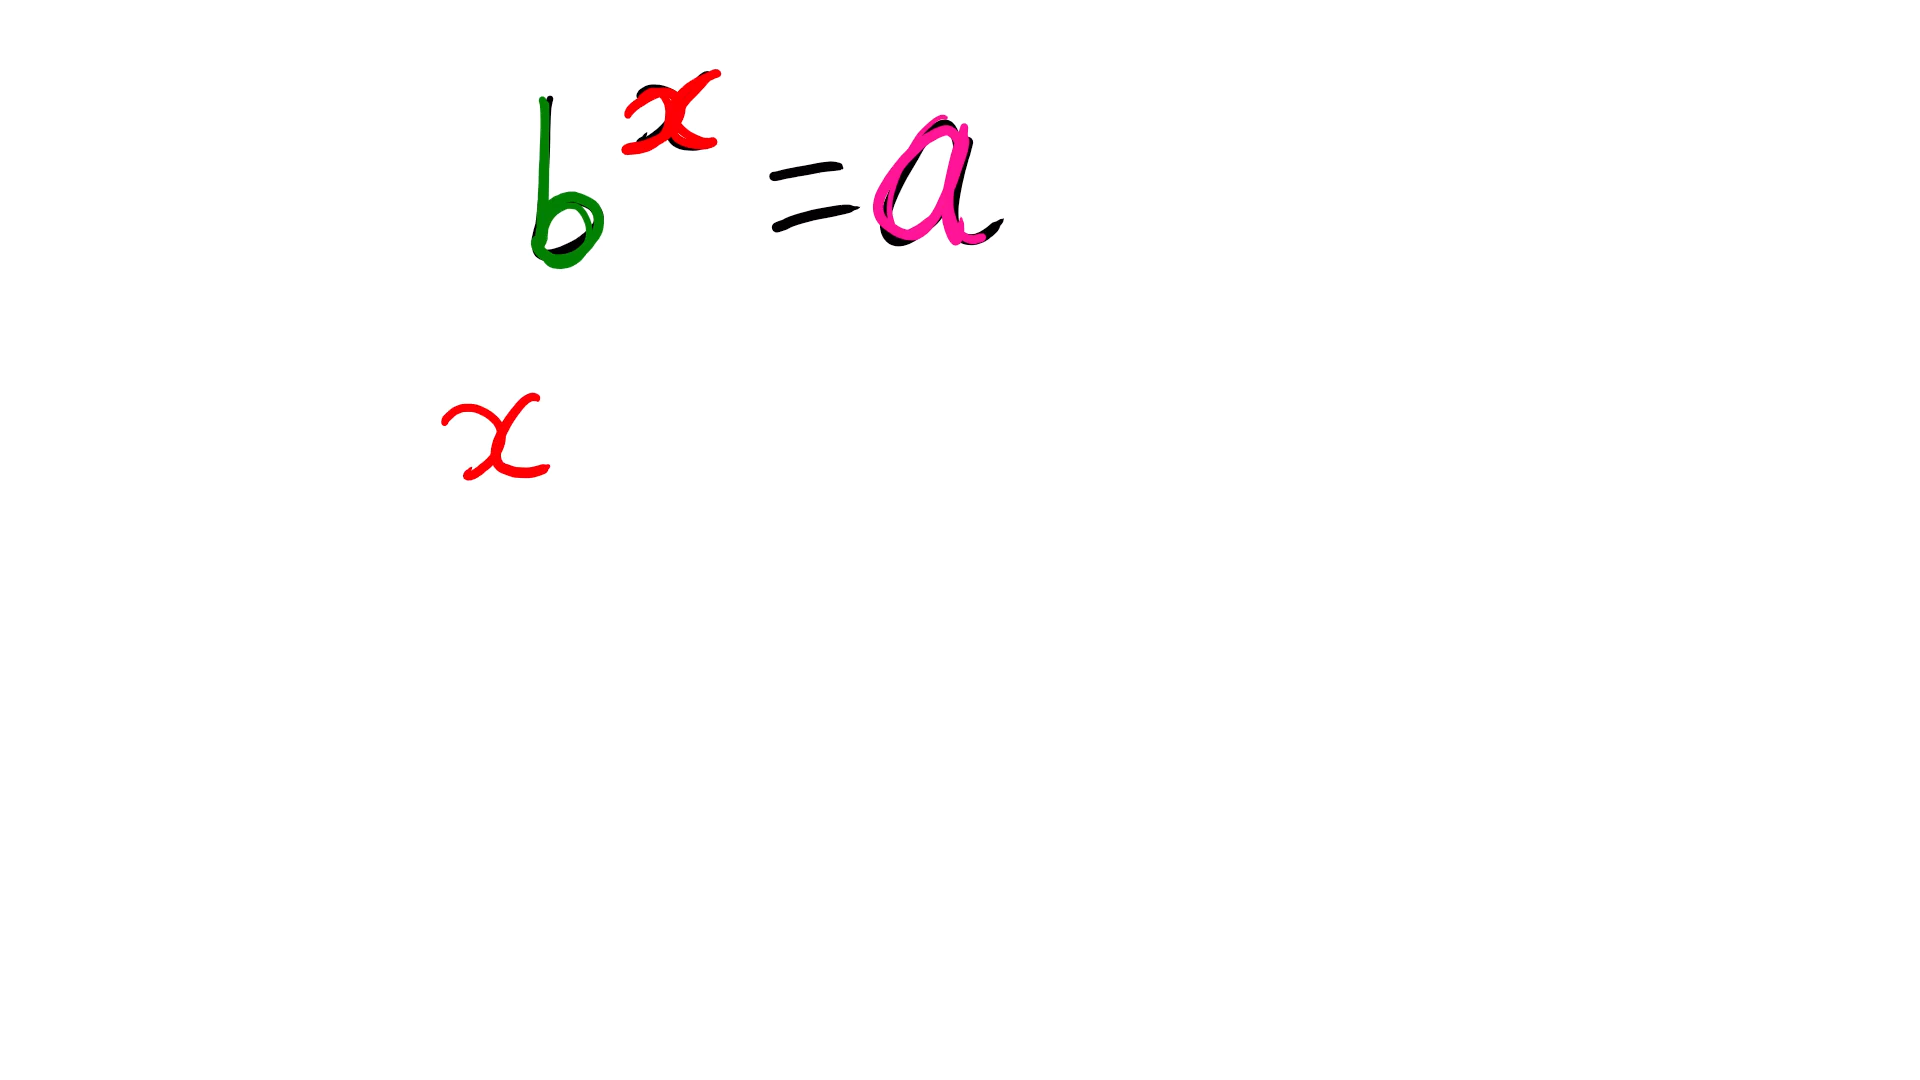 b^x = a
x